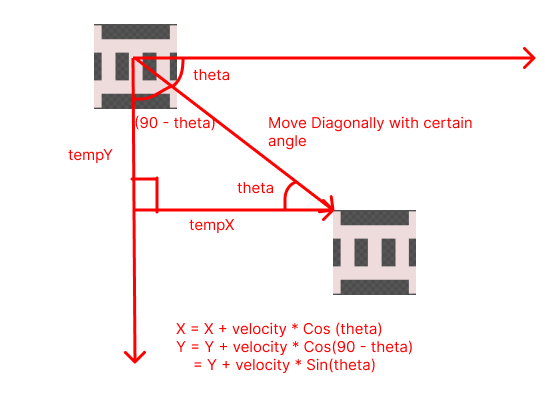 theta
(90 - theta)
Move Diagonally with certain
angle
tempY
theta
tempX
X = X + velocity * Cos (theta)
Y = Y + velocity * Cos(90 - theta)
= Y + velocity * Sin(theta)